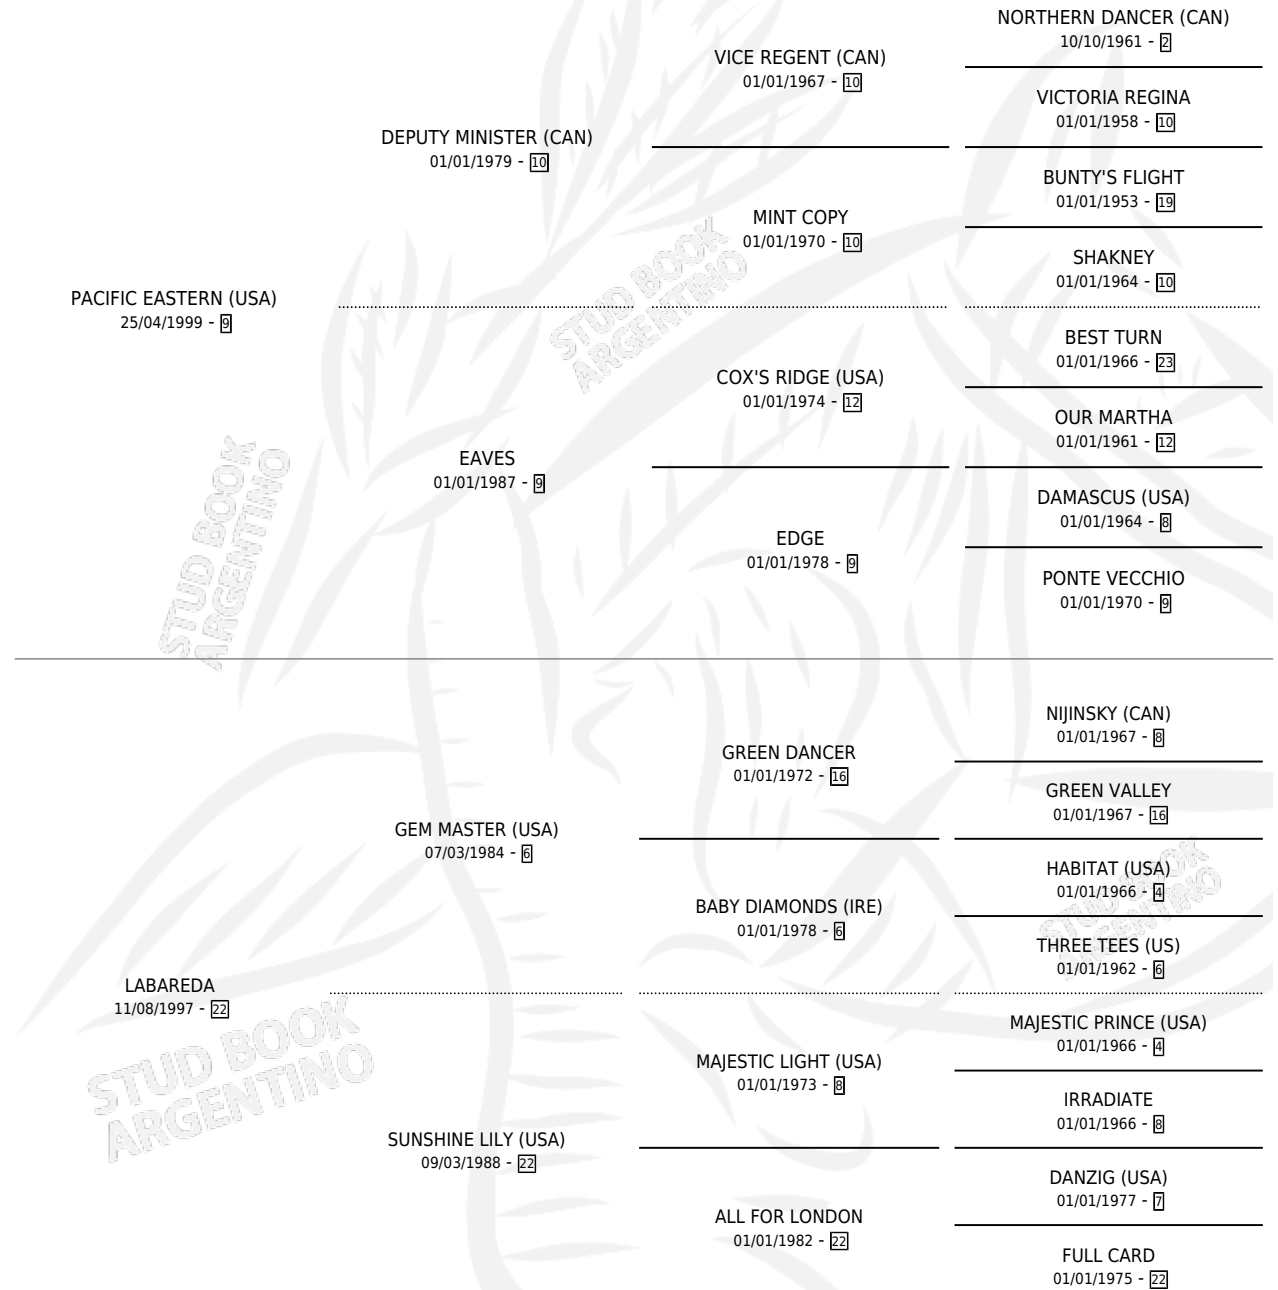 NORTHERN DANCER (CAN)
10/10/1961 - 2
VICE REGENT (CAN)
01/01/1967 - 10
VICTORIA REGINA
01/01/1958 - 10
DEPUTY MINISTER (CAN)
01/01/1979 - 10
BUNTY'S FLIGHT
01/01/1953 - 19
MINT COPY
01/01/1970 - 10
SHAKNEY
01/01/1964 - 10
PACIFIC EASTERN (USA)
25/04/1999 - 9
BEST TURN
01/01/1966 - 23
COX'S RIDGE (USA)
01/01/1974 - 12
OUR MARTHA
01/01/1961 - 12
EAVES
01/01/1987 - 9
DAMASCUS (USA)
01/01/1964 - 8
EDGE
01/01/1978 - 9
PONTE VECCHIO
01/01/1970 - 9
STUD BOOK
ARGENTINO
STUD BOOK
ARGENTINO
NIJINSKY (CAN)
01/01/1967 - 8
GREEN DANCER
01/01/1972 - 16
GREEN VALLEY
01/01/1967 - 16
GEM MASTER (USA)
07/03/1984 - 6
HABITAT (USA)
01/01/1966 - 4
BABY DIAMONDS (IRE)
01/01/1978 - 6
THREE TEES (US)
01/01/1962 - 6
STUD BOOK
ARGENTINO
LABAREDA
11/08/1997 - 22
MAJESTIC PRINCE (USA)
01/01/1966 - 4
MAJESTIC LIGHT (USA)
01/01/1973 - 8
IRRADIATE
01/01/1966 - 8
STUD BOOK
ARGENTINO
SUNSHINE LILY (USA)
09/03/1988 - 22
DANZIG (USA)
01/01/1977 - 7
ALL FOR LONDON
01/01/1982 - 22
FULL CARD
01/01/1975 - 22